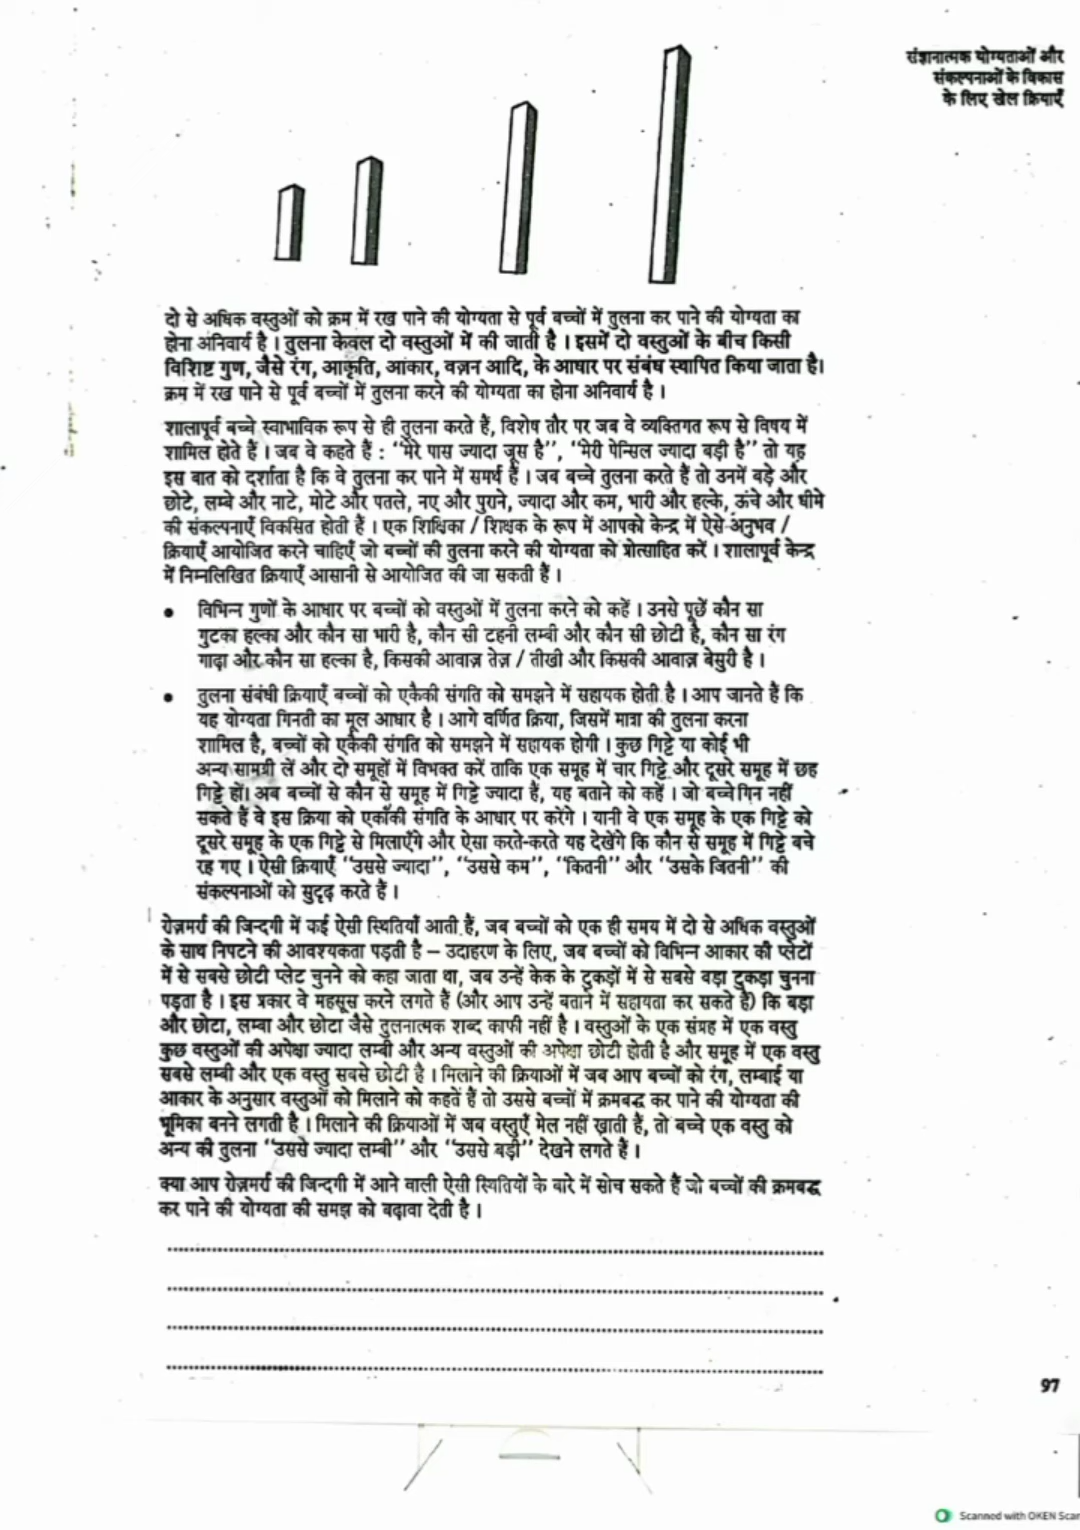 संज्ञानात्मक योग्यताओं और
संकल्पनाओं के विकास
के लिए खेल क्रियाएँ
दो से अधिक वस्तुओं को क्रम में रख पाने की योग्यता से पूर्व बच्चों में तुलना कर पाने की योग्यता का
होना अनिवार्य है । तुलना केवल दो वस्तुओं में की जाती है । इसमें दो वस्तुओं के बीच किसी
विशिष्ट गुण, जैसे रंग, आकृति, आकार, वज़न आदि, के आधार पर संबंध स्थापित किया जाता है।
क्रम में रख पाने से पूर्व बच्चों में तुलना करने की योग्यता का होना अनिवार्य है ।
शालापूर्व बच्चे स्वाभाविक रूप से ही तुलना करते हैं, विशेष तौर पर जब वे व्यक्तिगत रूप से विषय में
शामिल होते हैं । जब वे कहते हैं : “मेरे पास ज्यादा जूस है”, “मेरी पेन्सिल ज्यादा बड़ी है” तो यह
इस बात को दर्शाता है कि वे तुलना कर पाने में समर्थ हैं । जब बच्चे तुलना करते हैं तो उनमें बड़े और
छोटे, लम्बे और नाटे, मोटे और पतले, नए और पुराने, ज्यादा और कम, भारी और हल्के, ऊंचे और धीमे
की संकल्पनाएँ विकसित होती हैं । एक शिक्षिका / शिक्षक के रूप में आपको केन्द्र में ऐसे अनुभव /
क्रियाएँ आयोजित करने चाहिएँ जो बच्चों की तुलना करने की योग्यता को प्रोत्साहित करें । शालापूर्व केन्द्र
में निम्नलिखित क्रियाएँ आसानी से आयोजित की जा सकती हैं ।
● विभिन्न गुणों के आधार पर बच्चों को वस्तुओं में तुलना करने को कहें । उनसे पूछें कौन सा
गुटका हल्का और कौन सा भारी है, कौन सी टहनी लम्बी और कौन सी छोटी है, कौन सा रंग
गाढ़ा और कौन सा हल्का है, किसकी आवाज़ तेज़ / तीखी और किसकी आवाज़ बेसुरी है ।
● तुलना संबंधी क्रियाएँ बच्चों को एकैकी संगति को समझने में सहायक होती है । आप जानते हैं कि
यह योग्यता गिनती का मूल आधार है । आगे वर्णित क्रिया, जिसमें मात्रा की तुलना करना
शामिल है, बच्चों को एकैकी संगति को समझने में सहायक होगी । कुछ गिट्टे या कोई भी
अन्य सामग्री लें और दो समूहों में विभक्त करें ताकि एक समूह में चार गिट्टे और दूसरे समूह में छह
गिट्टे हों। अब बच्चों से कौन से समूह में गिट्टे ज्यादा हैं, यह बताने को कहें । जो बच्चे गिन नहीं
सकते हैं वे इस क्रिया को एकॉकी संगति के आधार पर करेंगे । यानी वे एक समूह के एक गिट्टे को
दूसरे समूह के एक गिट्टे से मिलाएँगे और ऐसा करते-करते यह देखेंगे कि कौन से समूह में गिट्टे बचे
रह गए । ऐसी क्रियाएँ “उससे ज्यादा”, “उससे कम”, “कितनी” और “उसके जितनी” की
संकल्पनाओं को सुदृढ़ करते हैं ।
रोज़मर्रा की जिन्दगी में कई ऐसी स्थितियाँ आती हैं, जब बच्चों को एक ही समय में दो से अधिक वस्तुओं
के साथ निपटने की आवश्यकता पड़ती है – उदाहरण के लिए, जब बच्चों को विभिन्न आकार की प्लेटों
में से सबसे छोटी प्लेट चुनने को कहा जाता था, जब उन्हें केक के टुकड़ों में से सबसे बड़ा टुकड़ा चुनना
पड़ता है । इस प्रकार वे महसूस करने लगते हैं (और आप उन्हें बताने में सहायता कर सकते हैं) कि बड़ा
और छोटा, लम्बा और छोटा जैसे तुलनात्मक शब्द काफी नहीं है । वस्तुओं के एक संग्रह में एक वस्तु
कुछ वस्तुओं की अपेक्षा ज्यादा लम्बी और अन्य वस्तुओं की अपेक्षा छोटी होती है और समूह में एक वस्तु
सबसे लम्बी और एक वस्तु सबसे छोटी है । मिलाने की क्रियाओं में जब आप बच्चों को रंग, लम्बाई या
आकार के अनुसार वस्तुओं को मिलाने को कहते हैं तो उससे बच्चों में क्रमबद्ध कर पाने की योग्यता की
भूमिका बनने लगती है । मिलाने की क्रियाओं में जब वस्तुएँ मेल नहीं खाती हैं, तो बच्चे एक वस्तु को
अन्य की तुलना “उससे ज्यादा लम्बी” और “उससे बड़ी” देखने लगते हैं ।
क्या आप रोज़मर्रा की जिन्दगी में आने वाली ऐसी स्थितियों के बारे में सोच सकते हैं जो बच्चों की क्रमबद्ध
कर पाने की योग्यता की समझ को बढ़ावा देती है ।
97
Scanned with OKEN Scan